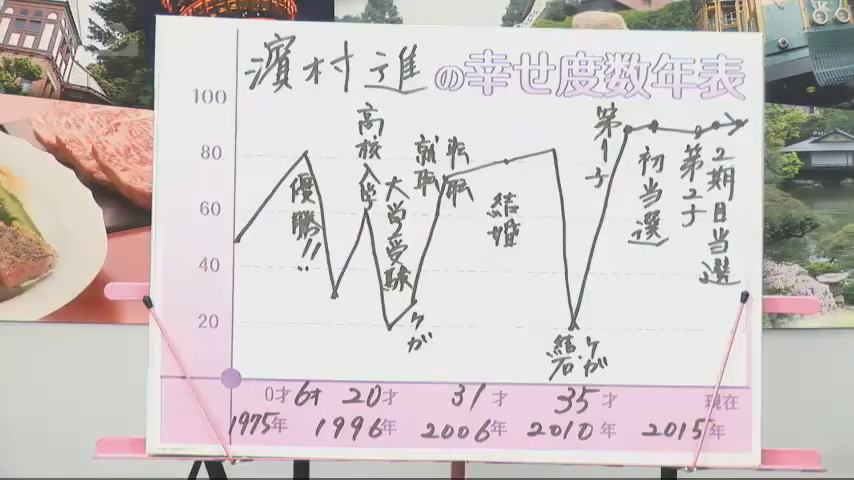 濱村進の幸せ度数年表
100
80
60
40
20
優勝!!
高校入学
大学受験
けが
就職
転職
結婚
結石
けが
第1子
初当選
第2子
2期目当選
0才 6才 20才 31才 35才 現在
1975年 1996年 2006年 2010年 2015年